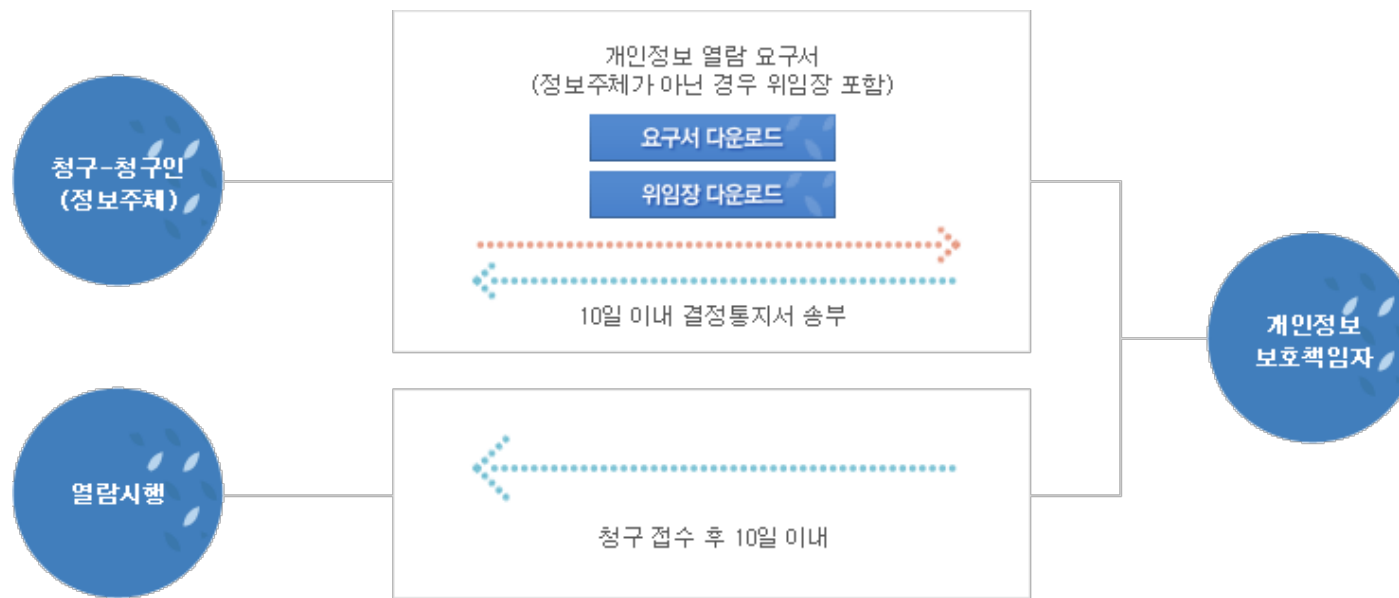 청구-청구인
(정보주체)
개인정보 열람 요구서
(정보주체가 아닌 경우 위임장 포함)
요구서 다운로드
위임장 다운로드
10일 이내 결정통지서 송부
개인정보
보호책임자
열람시행
청구 접수 후 10일 이내